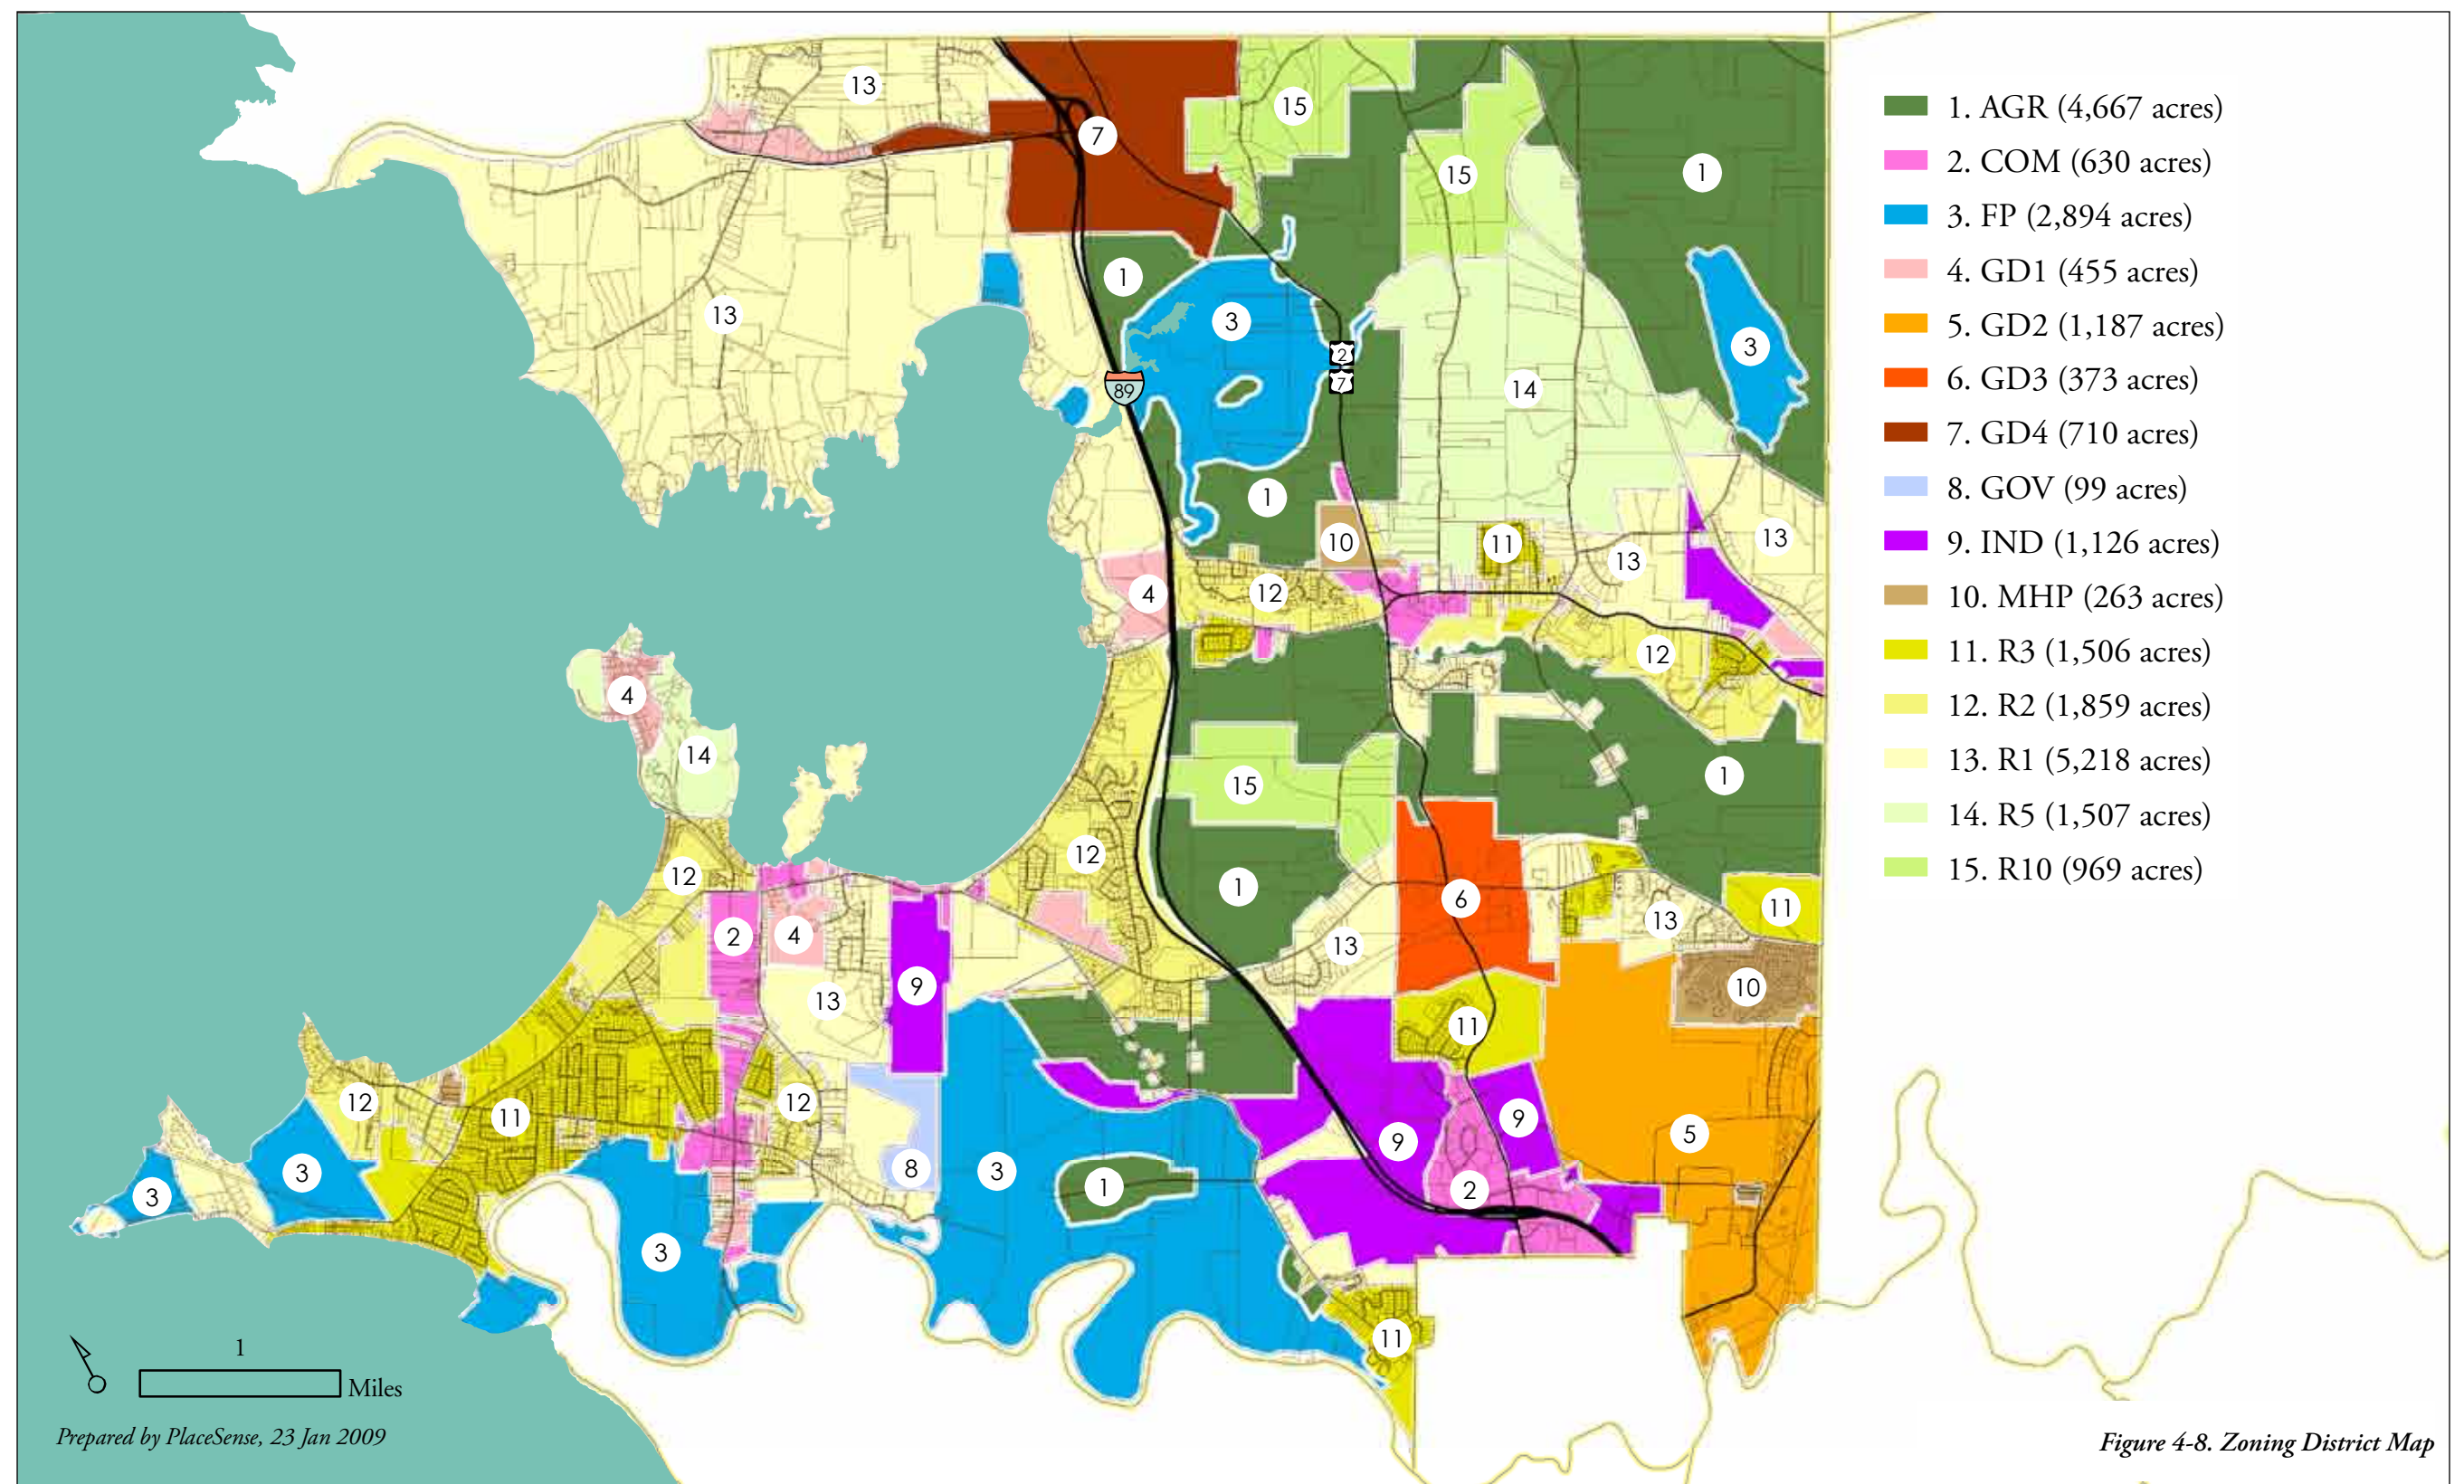 13
15
7
15
1
1
13
3
3
2
7
89
14
1
10
11
13
13
4
12
12
4
14
15
1
12
12
1
6
11
2
4
13
13
9
13
10
11
12
11
12
9
9
5
3
3
8
3
1
2
3
11
1. AGR (4,667 acres)
2. COM (630 acres)
3. FP (2,894 acres)
4. GD1 (455 acres)
5. GD2 (1,187 acres)
6. GD3 (373 acres)
7. GD4 (710 acres)
8. GOV (99 acres)
9. IND (1,126 acres)
10. MHP (263 acres)
11. R3 (1,506 acres)
12. R2 (1,859 acres)
13. R1 (5,218 acres)
14. R5 (1,507 acres)
15. R10 (969 acres)
1
Miles
Prepared by PlaceSense, 23 Jan 2009
Figure 4-8. Zoning District Map